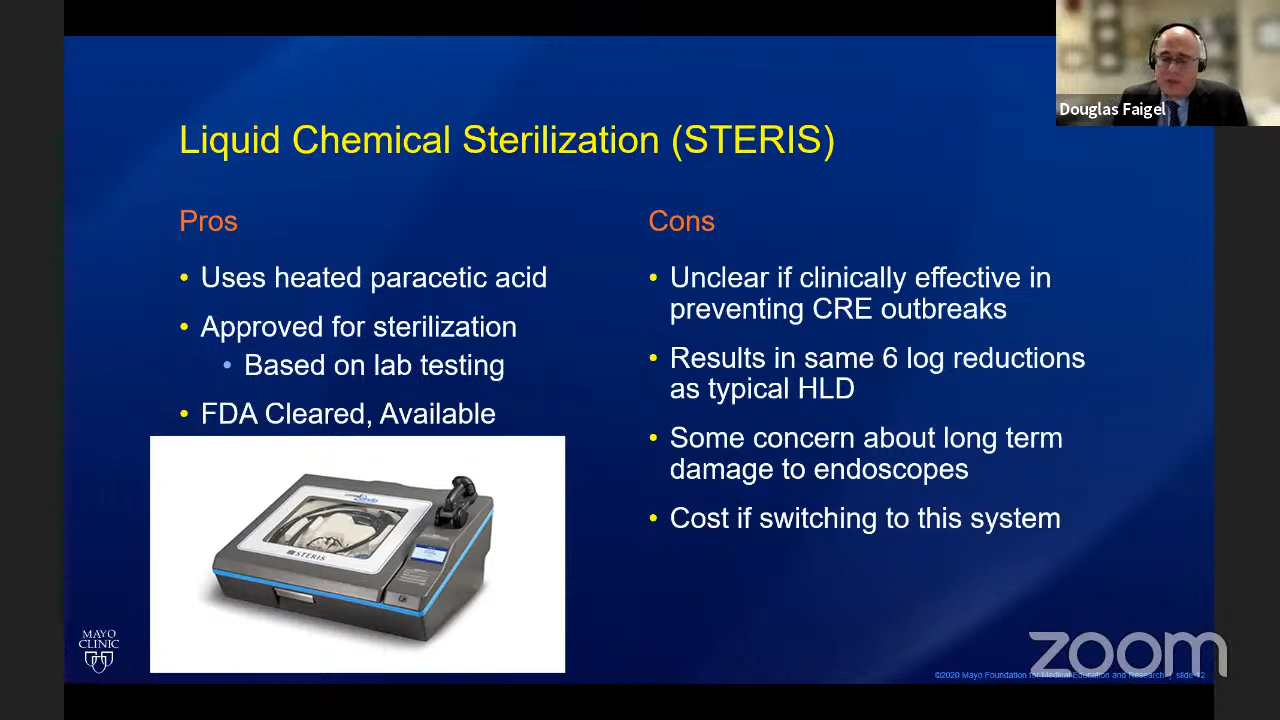 Douglas Faigel
Liquid Chemical Sterilization (STERIS)
Pros
• Uses heated paracetic acid
• Approved for sterilization
• Based on lab testing
• FDA Cleared, Available
Cons
• Unclear if clinically effective in
preventing CRE outbreaks
• Results in same 6 log reductions
as typical HLD
• Some concern about long term
damage to endoscopes
• Cost if switching to this system
STERIS
MAYO
CLINIC
zoom
©2020 Mayo Foundation for Medical Education and Research | slide-12